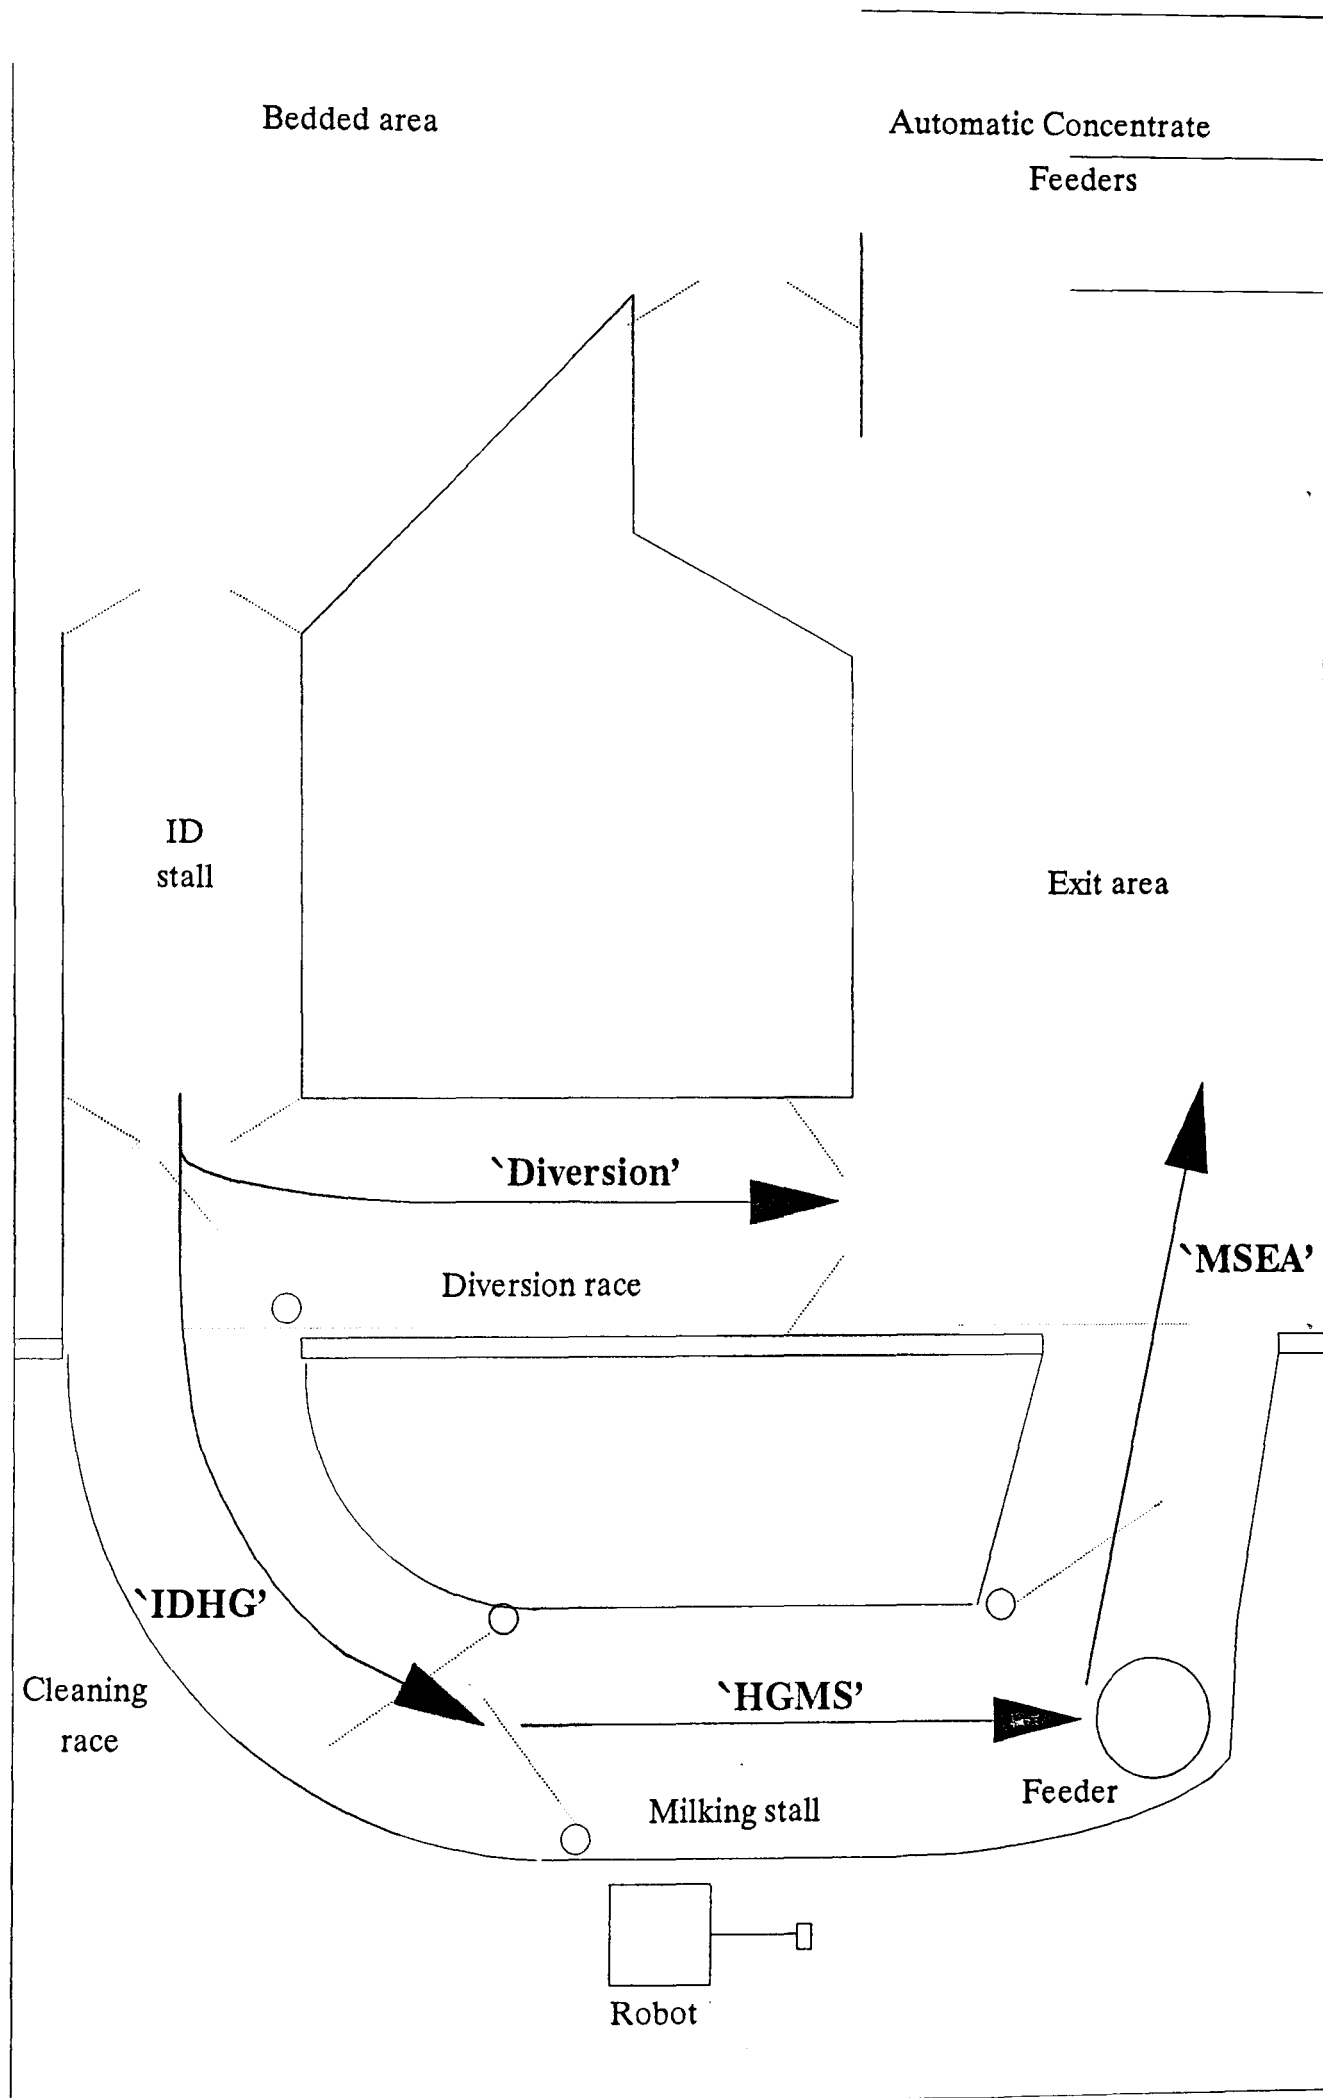 Bedded area
Automatic Concentrate
Feeders
ID
stall
Exit area
`Diversion'
`MSEA'
Diversion race
`IDHG'
Cleaning
race
`HGMS'
Feeder
Milking stall
Robot